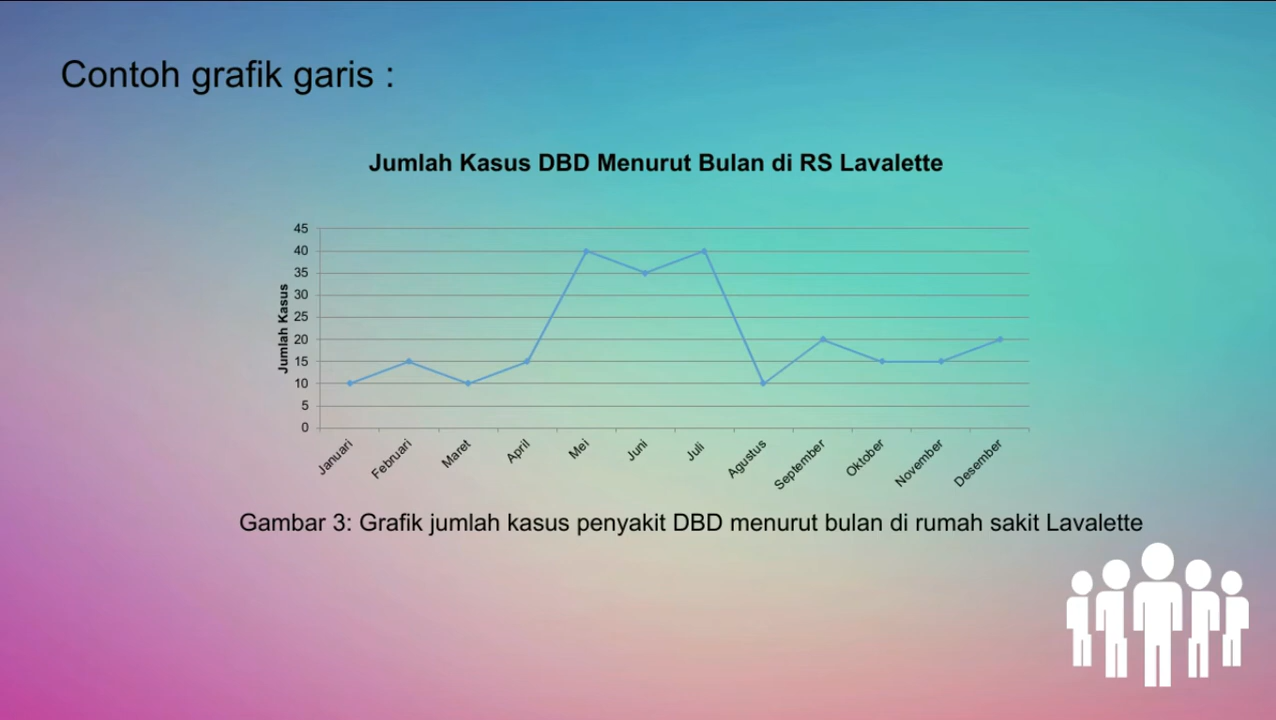 Contoh grafik garis :
Jumlah Kasus DBD Menurut Bulan di RS Lavalette
Jumlah Kasus
45
40
35
30
25
20
15
10
5
0
Januari
Februari
Maret
April
Mei
Juni
Juli
Agustus
September
Oktober
November
Desember
Gambar 3: Grafik jumlah kasus penyakit DBD menurut bulan di rumah sakit Lavalette